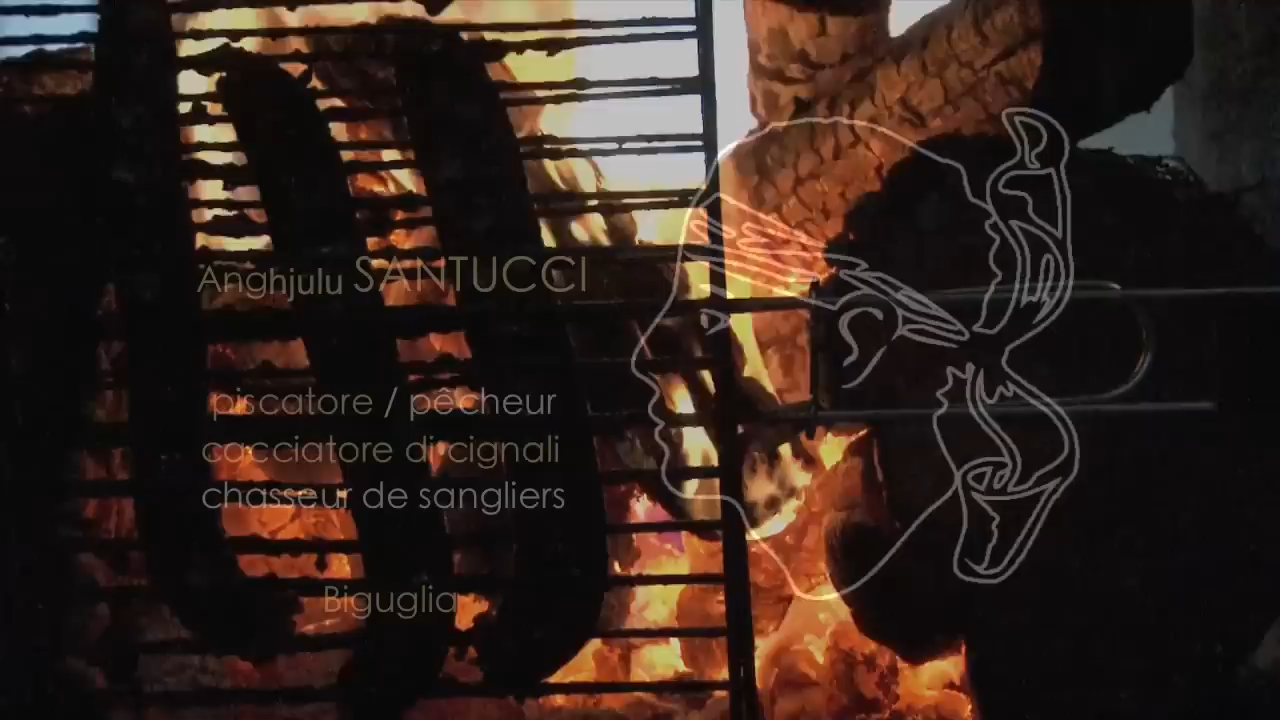 Anghjulu SANTUCCI
piscatore / pêcheur
cacciatore di cignali
chasseur de sangliers
Biguglia